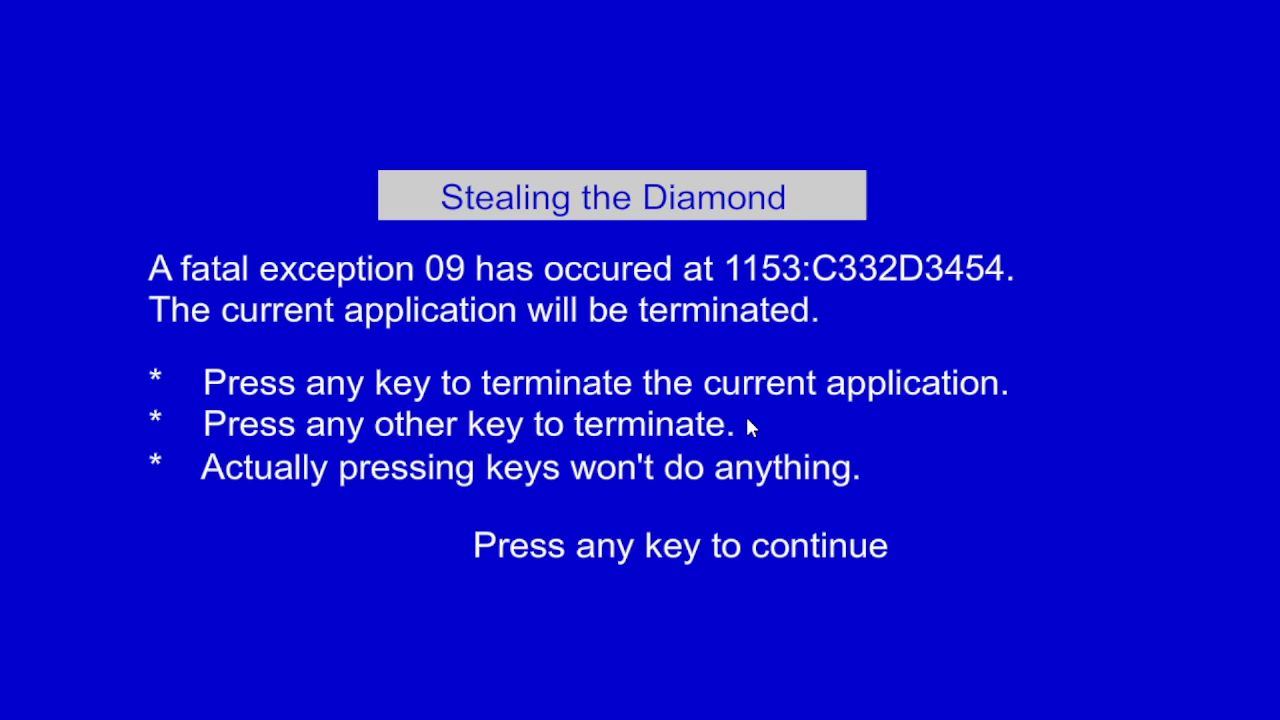 Stealing the Diamond
A fatal exception 09 has occured at 1153:C332D3454.
The current application will be terminated.
* Press any key to terminate the current application.
* Press any other key to terminate.
* Actually pressing keys won't do anything.
Press any key to continue